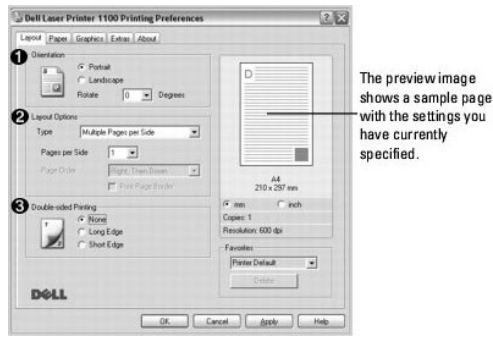 Dell Laser Printer 1100 Printing Preferences
Layout Paper Graphics Extras About
1 Orientation
Portrait
Landscape
Rotate 0 Degrees
2 Layout Options
Type Multiple Pages per Side
Pages per Side 1
Page Order Right, Then Down
Print Page Border
3 Double-sided Printing
None
Long Edge
Short Edge
DELL
D
A4
210 x 297 mm
mm inch
Copies: 1
Resolution: 600 dpi
Favorites
Printer Default
Delete
OK Cancel Apply Help
The preview image
shows a sample page
with the settings you
have currently
specified.